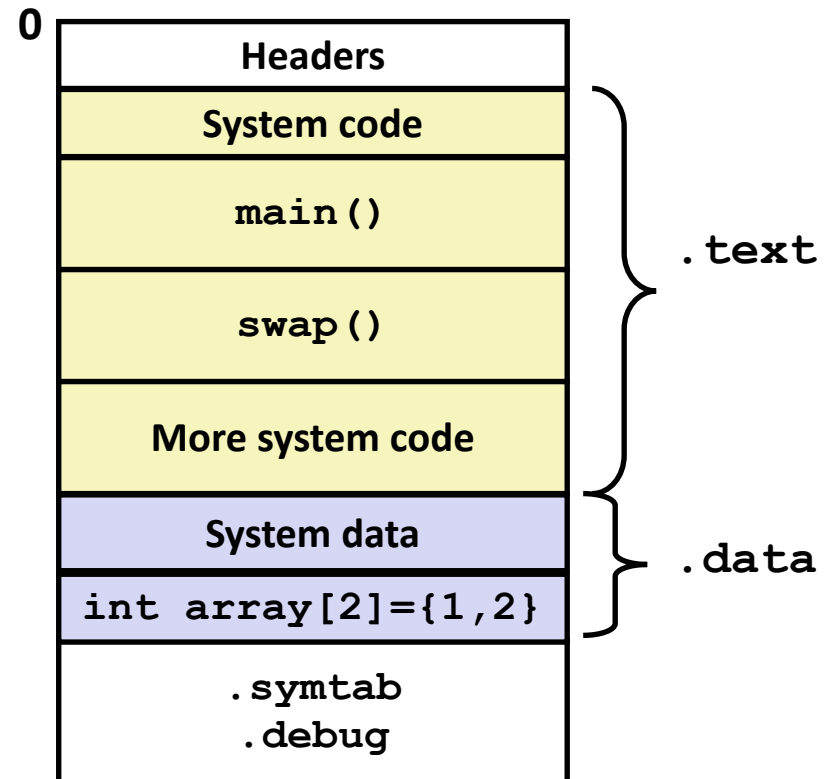 0
Headers
System code
main()
swap()
More system code
.text
System data
int array[2]={1,2}
.data
.symtab
.debug